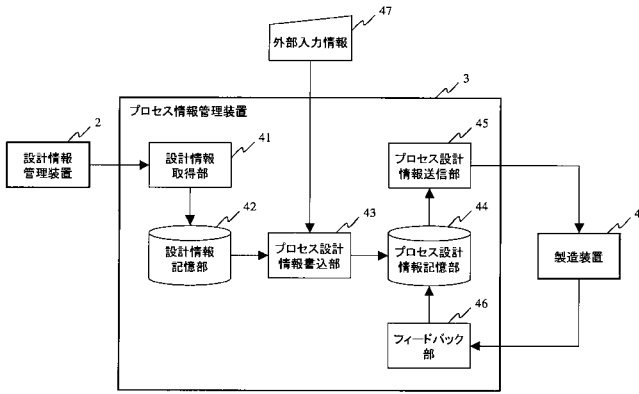 47
外部入力情報
3
プロセス情報管理装置
2
設計情報
管理装置
41
設計情報
取得部
45
プロセス設計
情報送信部
42
設計情報
記憶部
43
プロセス設計
情報書込部
44
プロセス設計
情報記憶部
4
製造装置
46
フィードバック
部